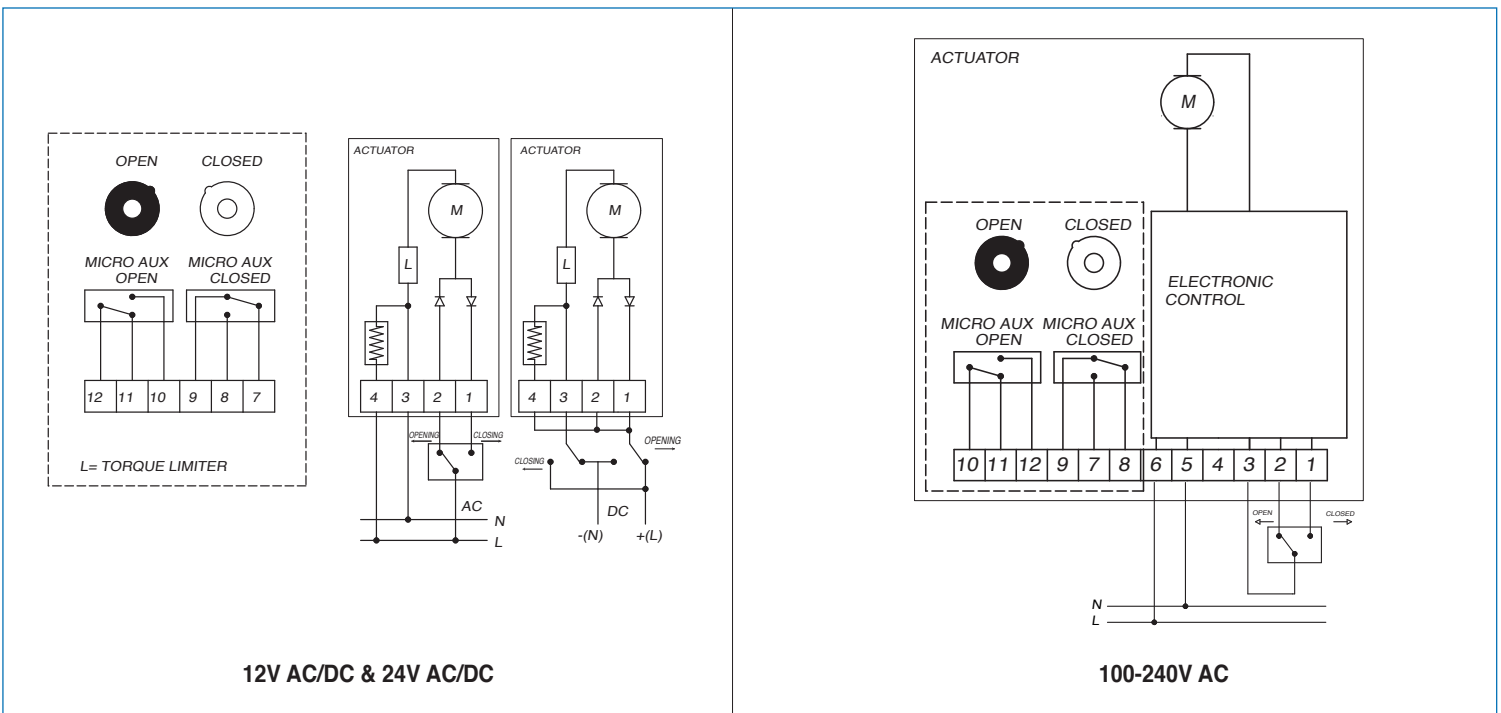 OPEN CLOSED
MICRO AUX OPEN
MICRO AUX CLOSED
12 11 10 9 8 7
L= TORQUE LIMITER
ACTUATOR
M
L
4 3 2 1
OPENING CLOSING
AC
N
L
ACTUATOR
M
L
4 3 2 1
OPENING
CLOSING
DC
-(N) +(L)
12V AC/DC & 24V AC/DC
ACTUATOR
M
OPEN CLOSED
MICRO AUX OPEN
MICRO AUX CLOSED
ELECTRONIC
CONTROL
10 11 12 9 7 8 6 5 4 3 2 1
OPEN CLOSED
N
L
100-240V AC